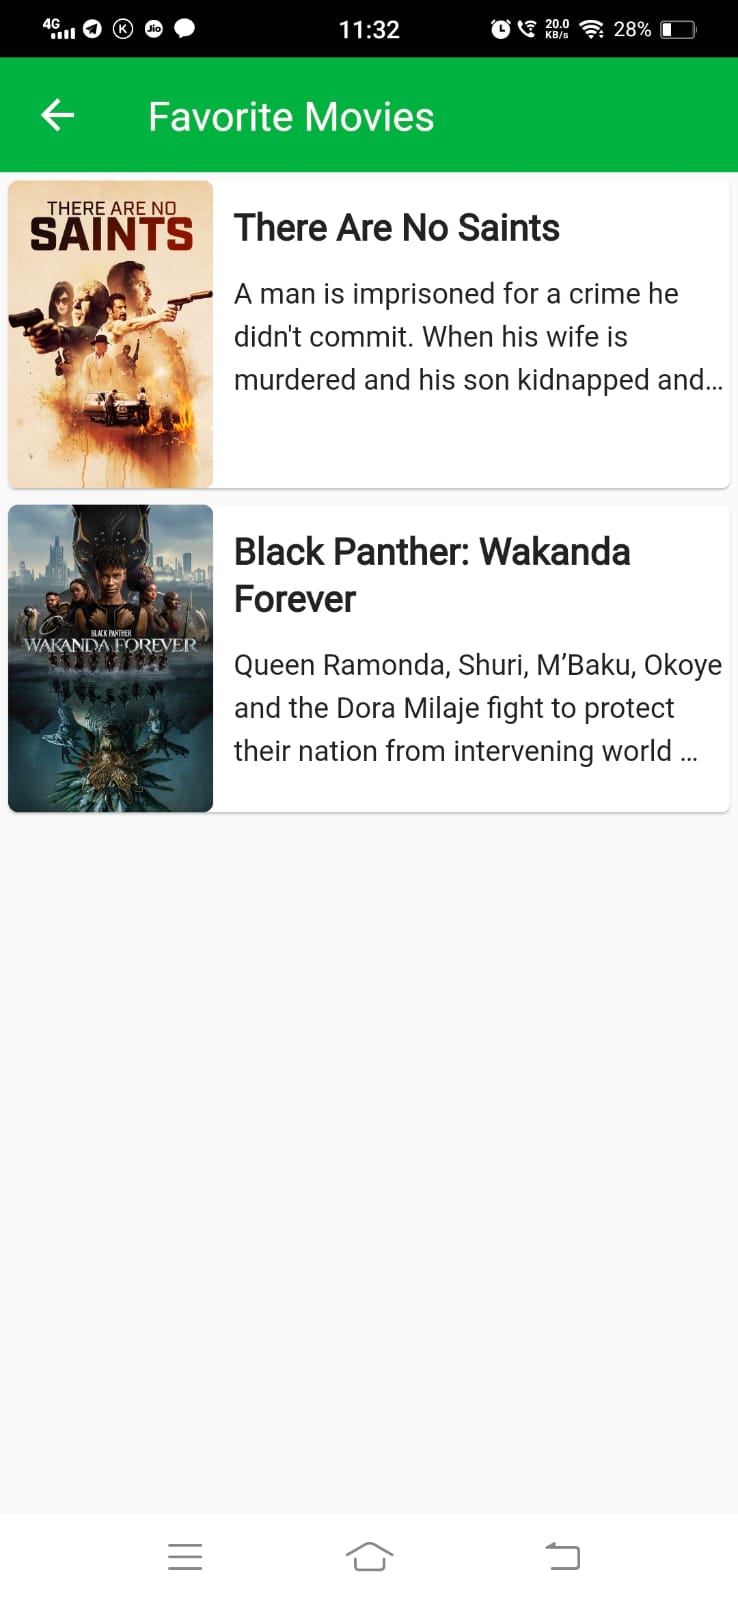 4G
K
Jio
11:32
20.0
KB/s
28%
Favorite Movies
THERE ARE NO
SAINTS
There Are No Saints
A man is imprisoned for a crime he
didn't commit. When his wife is
murdered and his son kidnapped and...
BLACK PANTHER
WAKANDA FOREVER
Black Panther: Wakanda
Forever
Queen Ramonda, Shuri, M’Baku, Okoye
and the Dora Milaje fight to protect
their nation from intervening world ...